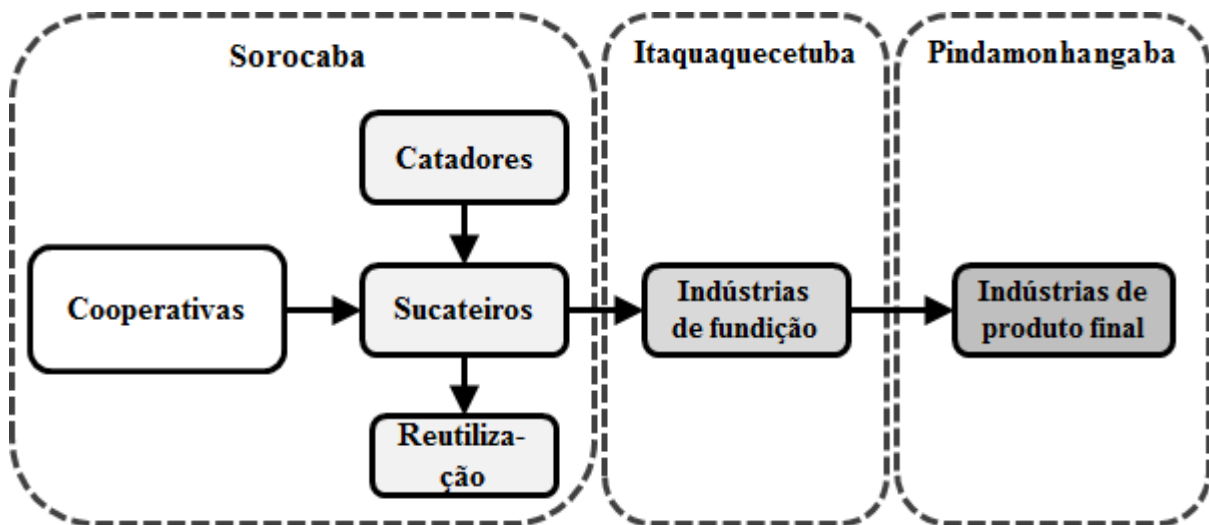 Sorocaba
Itaquaquecetuba
Pindamonhangaba
Catadores
Cooperativas
Sucateiros
Indústrias
de fundição
Indústrias de
produto final
Reutiliza-
ção